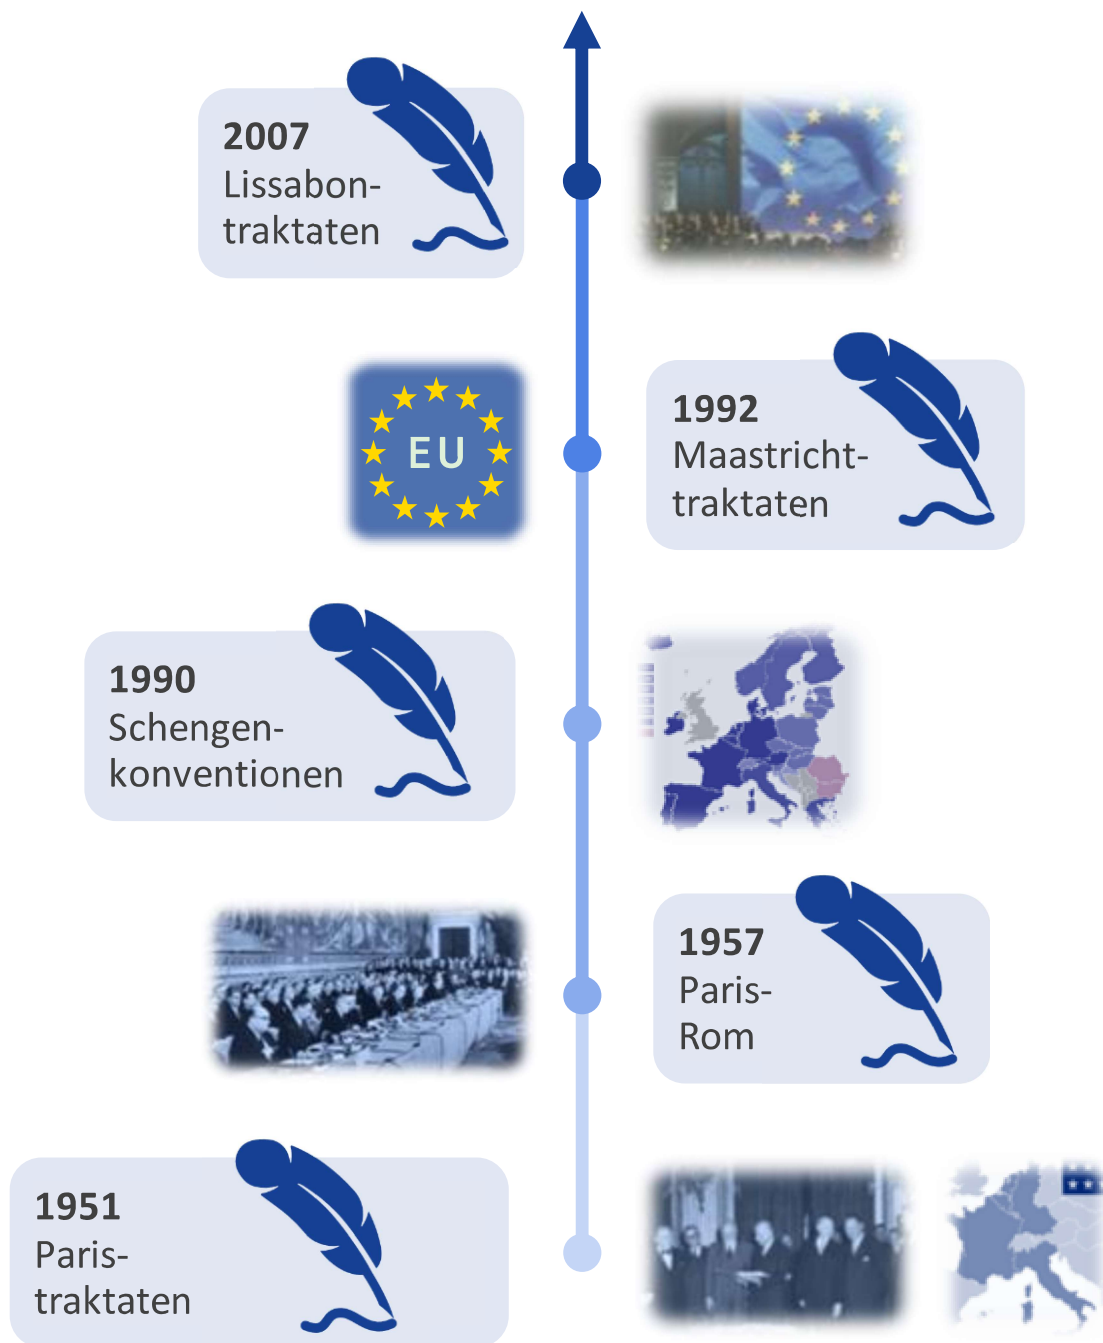 2007
Lissabon-
traktaten
EU
1992
Maastricht-
traktaten
1990
Schengen-
konventionen
1957
Paris-
Rom
1951
Paris-
traktaten